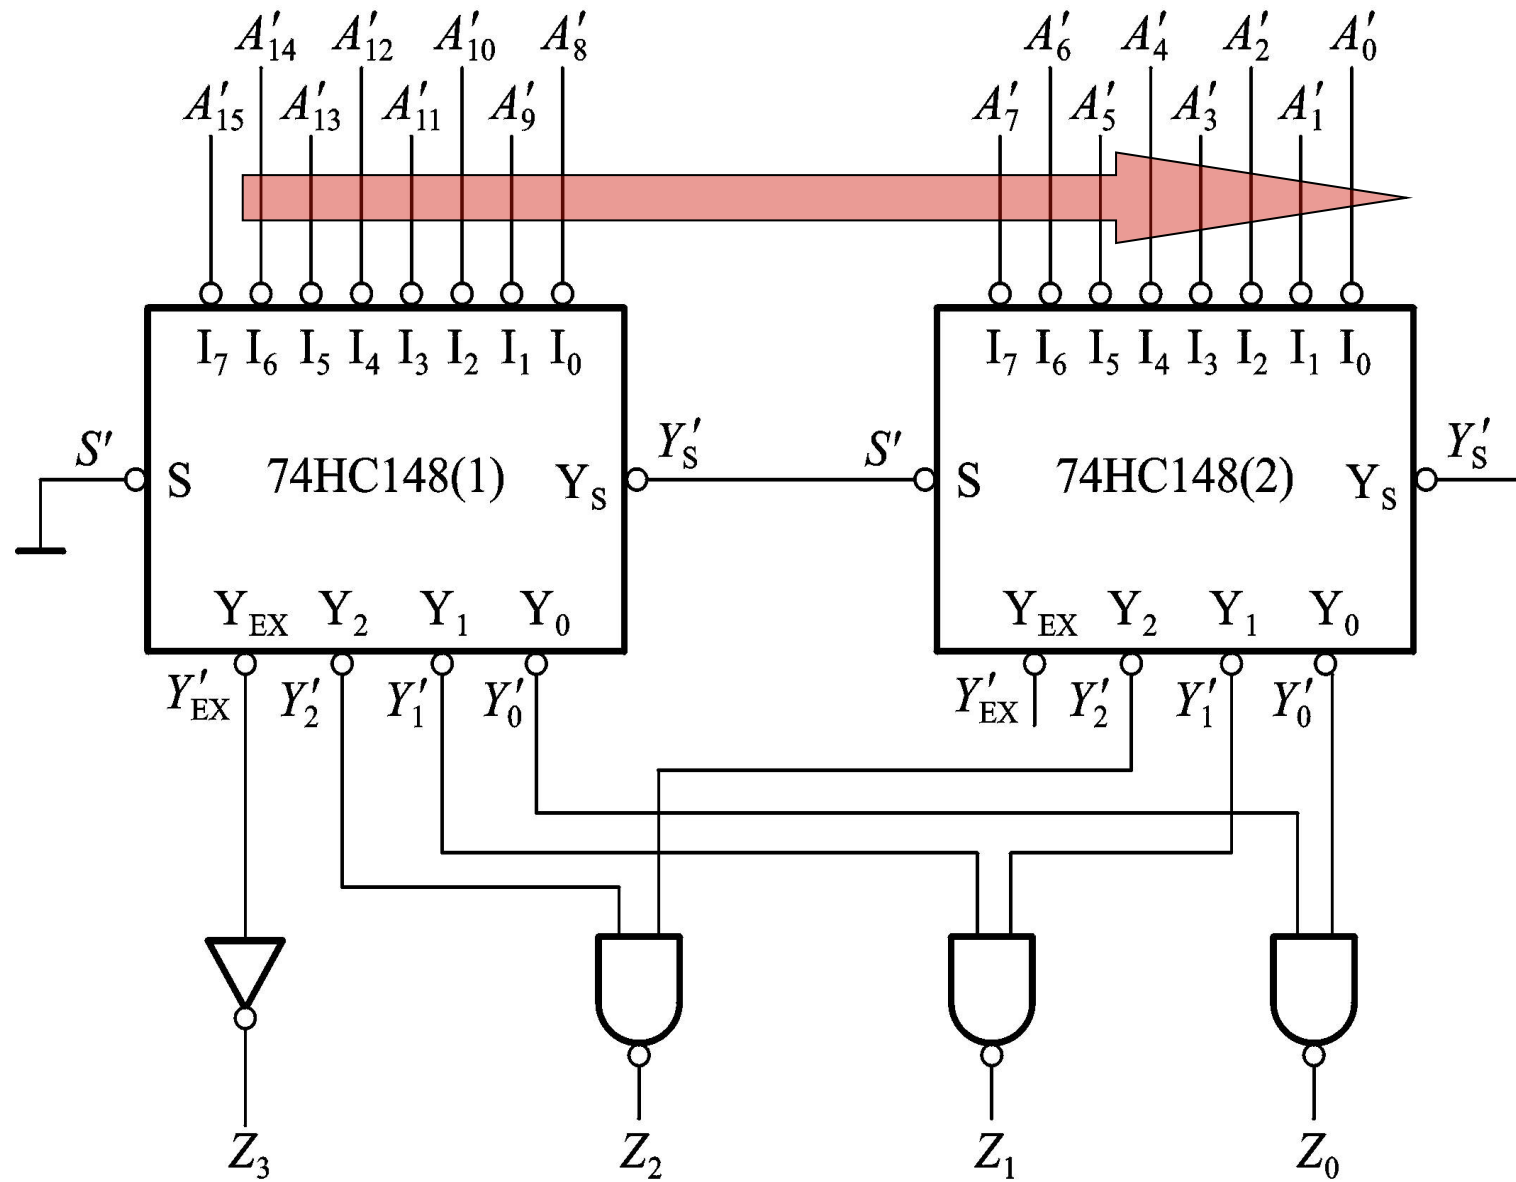 A′14 A′12 A′10 A′8 A′6 A′4 A′2 A′0
A′15 A′13 A′11 A′9 A′7 A′5 A′3 A′1
I7 I6 I5 I4 I3 I2 I1 I0 I7 I6 I5 I4 I3 I2 I1 I0
S′ Y′S S′ Y′S
S 74HC148(1) YS S 74HC148(2) YS
YEX Y2 Y1 Y0 YEX Y2 Y1 Y0
Y′EX Y′2 Y′1 Y′0 Y′EX Y′2 Y′1 Y′0
Z3 Z2 Z1 Z0